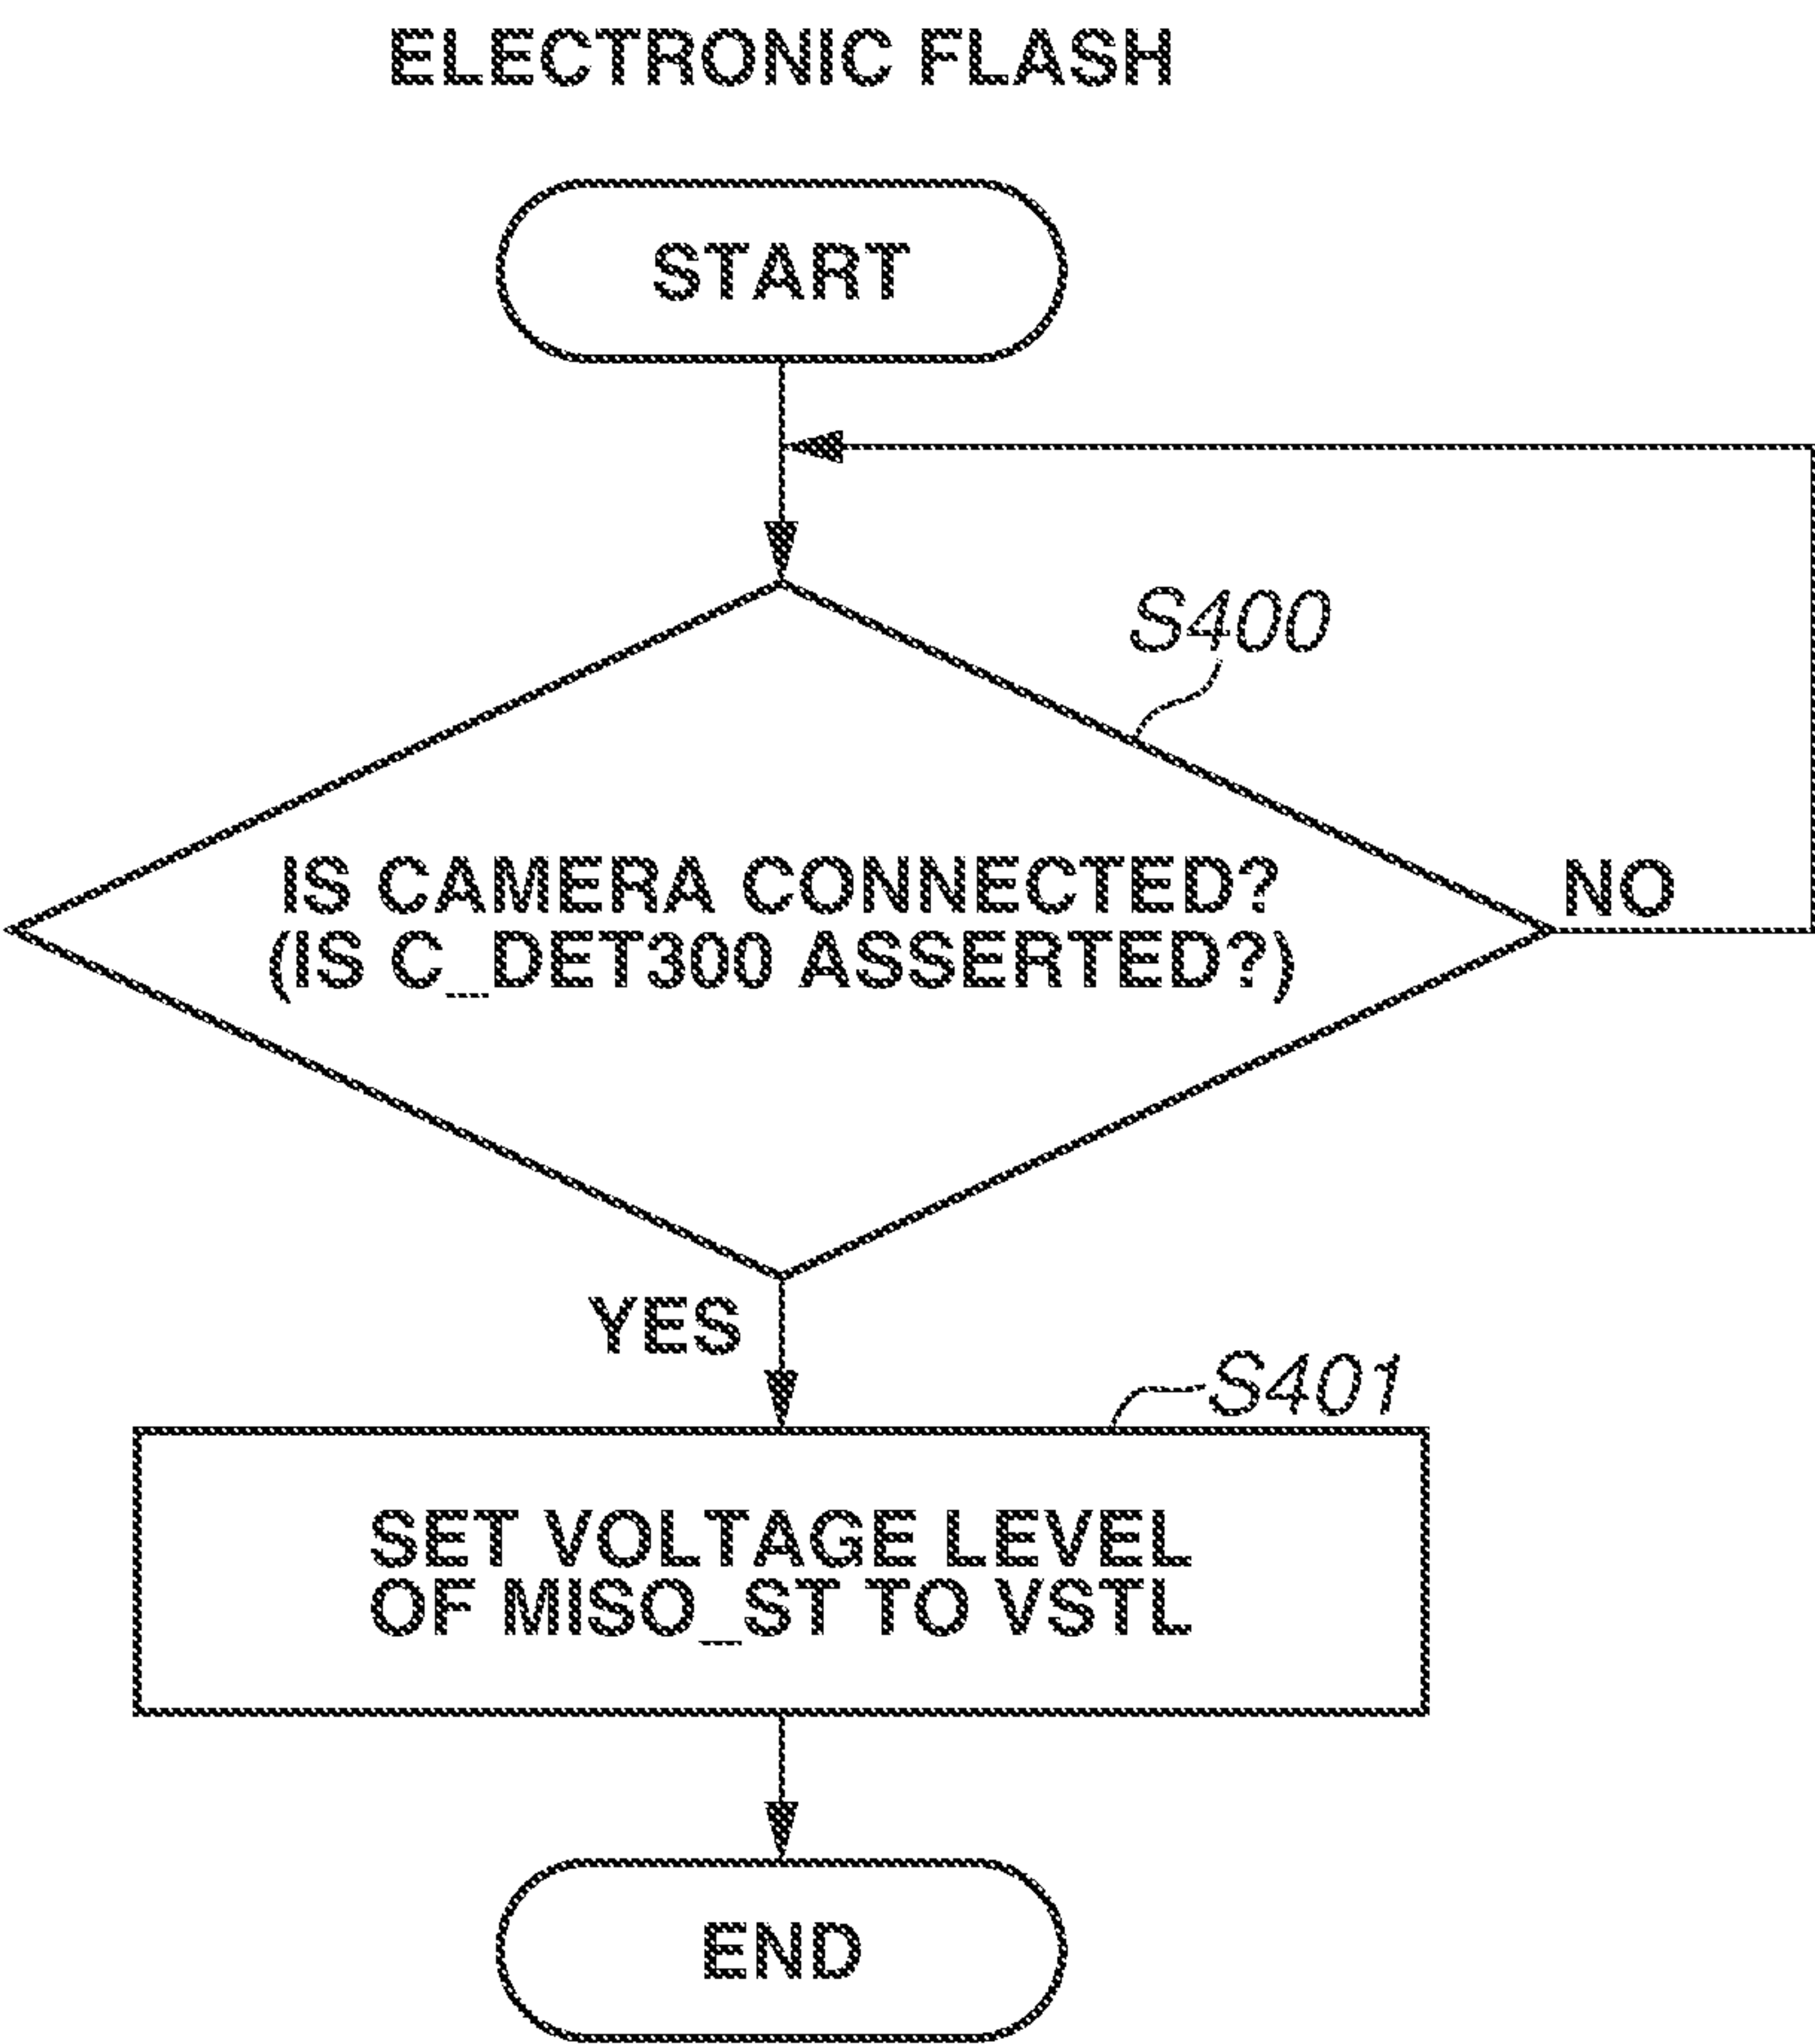 ELECTRONIC FLASH
START
S400
IS CAMERA CONNECTED?
(IS C_DET300 ASSERTED?)
NO
YES
S401
SET VOLTAGE LEVEL
OF MISO_ST TO VSTL
END